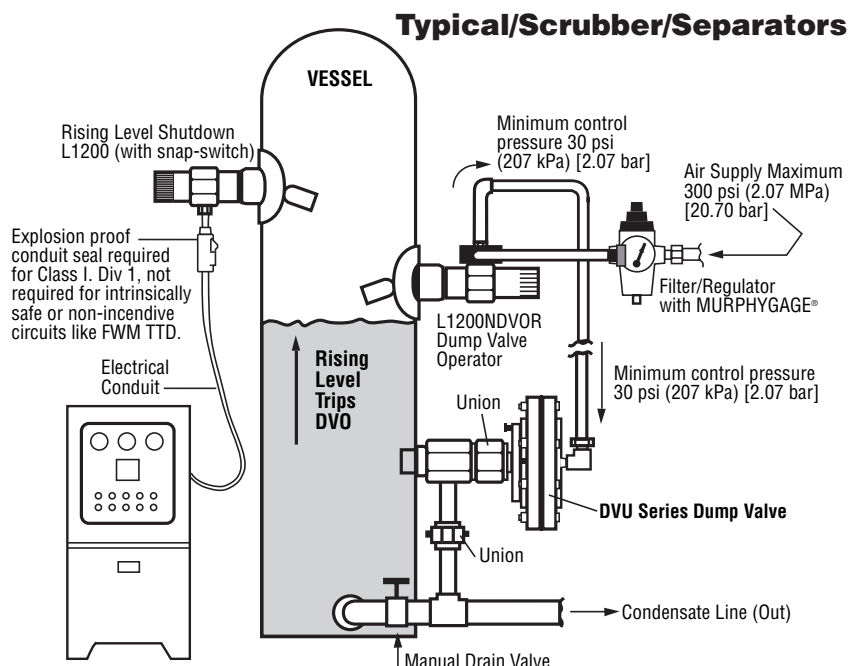 Typical/Scrubber/Separators
VESSEL
Rising Level Shutdown
L1200 (with snap-switch)
Minimum control
pressure 30 psi
(207 kPa) [2.07 bar]
Air Supply Maximum
300 psi (2.07 MPa)
[20.70 bar]
Explosion proof
conduit seal required
for Class I. Div 1, not
required for intrinsically
safe or non-incendive
circuits like FWM TTD.
Filter/Regulator
with MURPHYGAGE®
L1200NDVOR
Dump Valve
Operator
Rising
Level
Trips
DVO
Electrical
Conduit
Minimum control pressure
30 psi (207 kPa) [2.07 bar]
Union
DVU Series Dump Valve
Union
Condensate Line (Out)
Manual Drain Valve